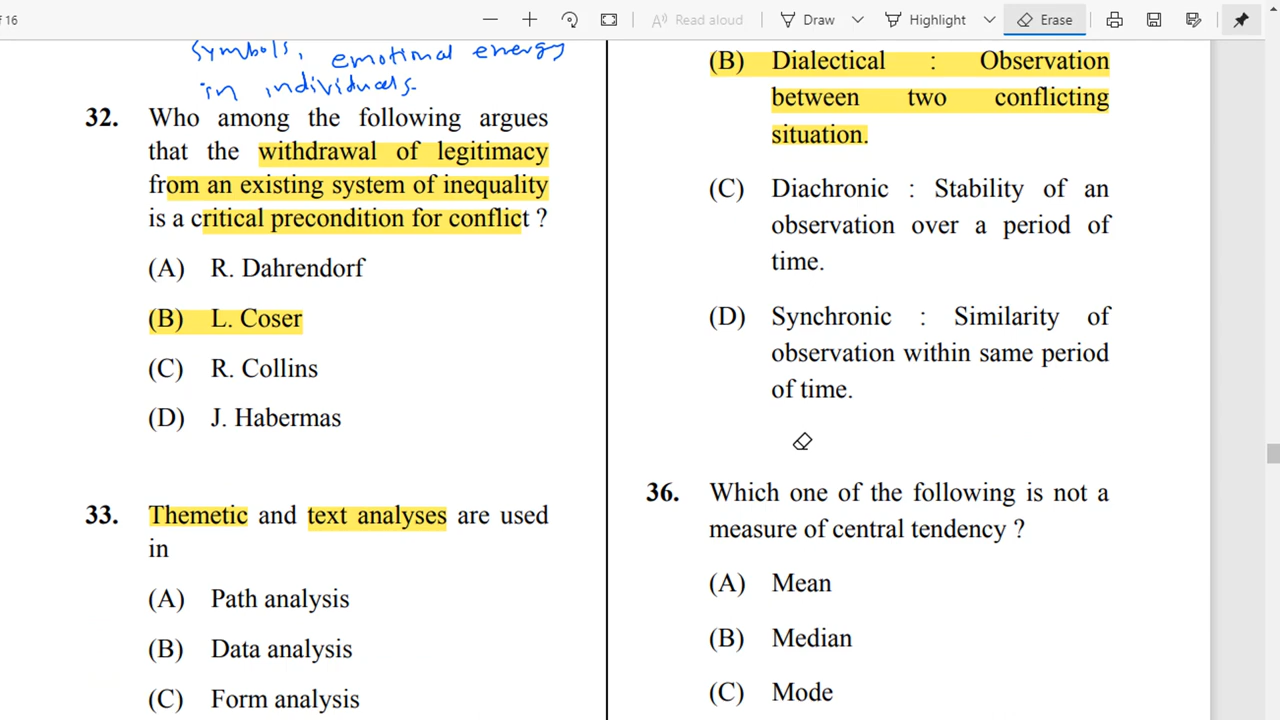 f 16
Read aloud
Draw
Highlight
Erase
symbols, emotional energy
in individuals.
32. Who among the following argues
that the withdrawal of legitimacy
from an existing system of inequality
is a critical precondition for conflict ?
(A) R. Dahrendorf
(B) L. Coser
(C) R. Collins
(D) J. Habermas
33. Themetic and text analyses are used
in
(A) Path analysis
(B) Data analysis
(C) Form analysis
(B) Dialectical : Observation
between two conflicting
situation.
(C) Diachronic : Stability of an
observation over a period of
time.
(D) Synchronic : Similarity of
observation within same period
of time.
36. Which one of the following is not a
measure of central tendency ?
(A) Mean
(B) Median
(C) Mode